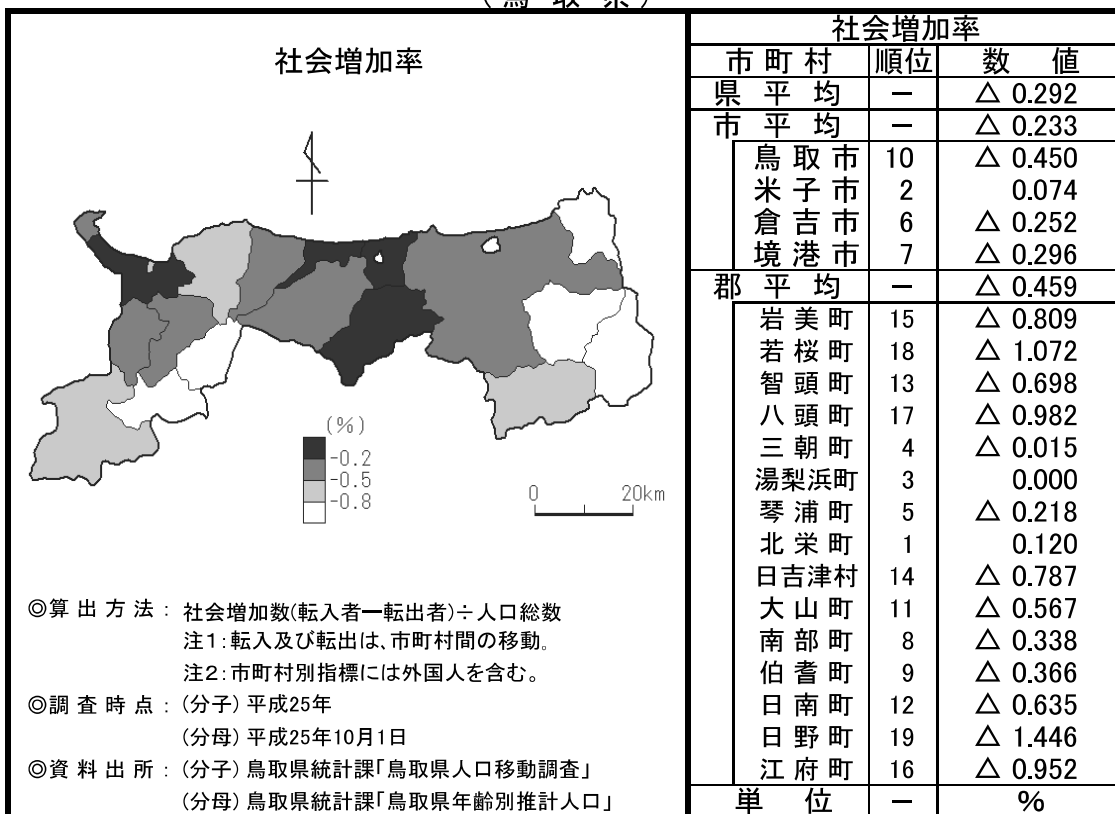 (鳥 取 県)
社会増加率
(%)
-0.2
-0.5
-0.8
0 20km
◎算出方法： 社会増加数(転入者ー転出者)÷人口総数
注1：転入及び転出は、市町村間の移動。
注2：市町村別指標には外国人を含む。
◎調査時点： (分子) 平成25年
(分母) 平成25年10月1日
◎資料出所： (分子) 鳥取県統計課「鳥取県人口移動調査」
(分母) 鳥取県統計課「鳥取県年齢別推計人口」
社会増加率
市町村 順位 数 値
県平均 － △ 0.292
市平均 － △ 0.233
鳥取市 10 △ 0.450
米子市 2 0.074
倉吉市 6 △ 0.252
境港市 7 △ 0.296
郡平均 － △ 0.459
岩美町 15 △ 0.809
若桜町 18 △ 1.072
智頭町 13 △ 0.698
八頭町 17 △ 0.982
三朝町 4 △ 0.015
湯梨浜町 3 0.000
琴浦町 5 △ 0.218
北栄町 1 0.120
日吉津村 14 △ 0.787
大山町 11 △ 0.567
南部町 8 △ 0.338
伯耆町 9 △ 0.366
日南町 12 △ 0.635
日野町 19 △ 1.446
江府町 16 △ 0.952
単 位 － %